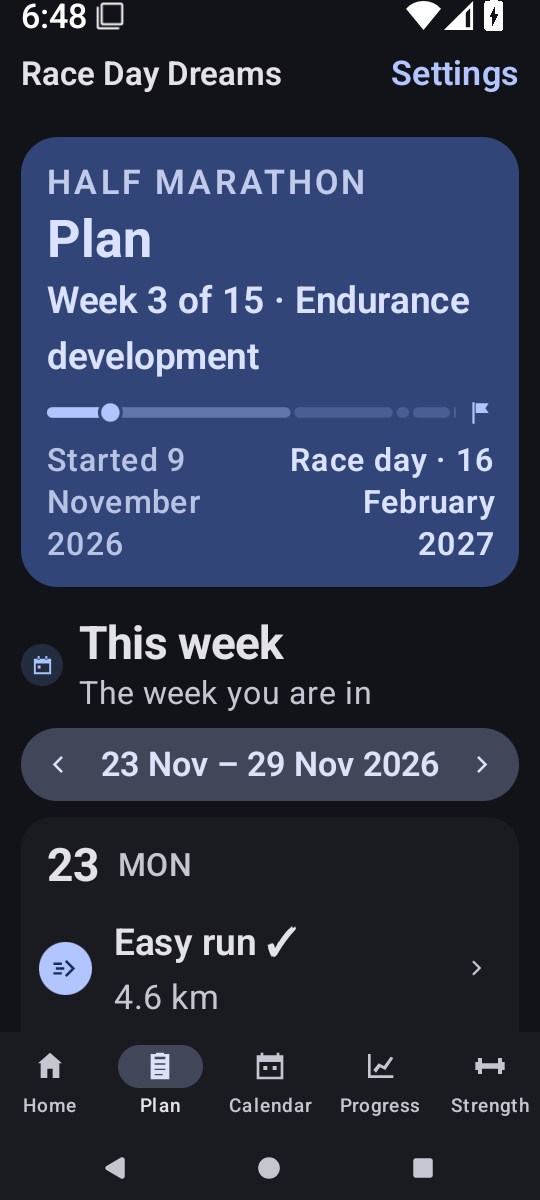 6:48
Race Day Dreams
Settings
HALF MARATHON
Plan
Week 3 of 15 · Endurance
development
Started 9
November
2026
Race day · 16
February
2027
This week
The week you are in
23 Nov – 29 Nov 2026
23 MON
Easy run ✓
4.6 km
Home
Plan
Calendar
Progress
Strength